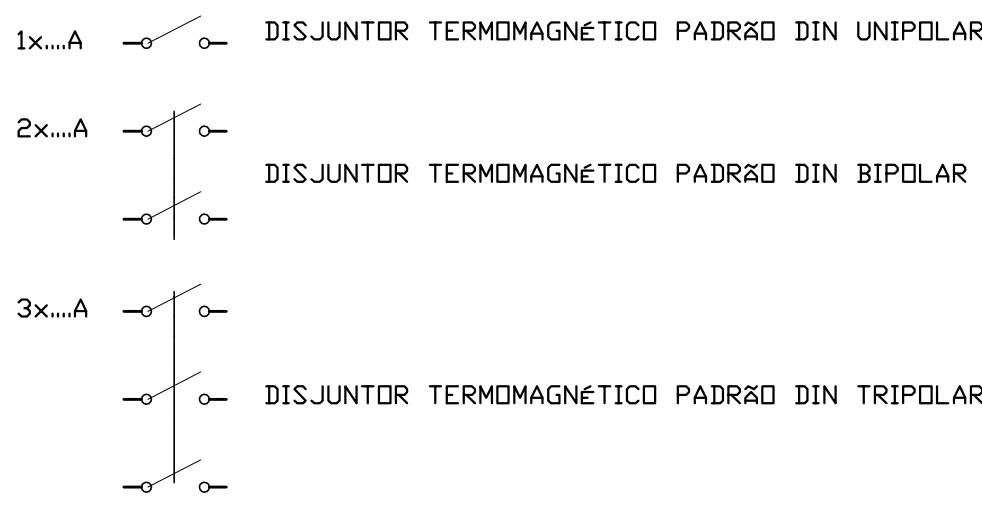 1x....A DISJUNTOR TERMOMAGNÉTICO PADRÃO DIN UNIPOLAR
2x....A
DISJUNTOR TERMOMAGNÉTICO PADRÃO DIN BIPOLAR
3x....A
DISJUNTOR TERMOMAGNÉTICO PADRÃO DIN TRIPOLAR